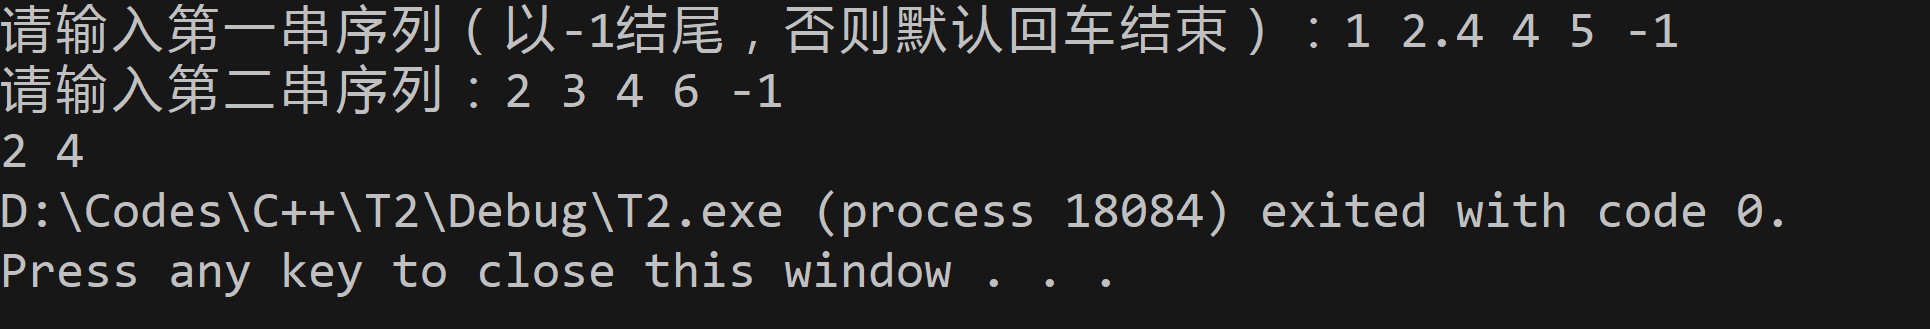 请输入第一串序列（以-1结尾，否则默认回车结束）：1 2.4 4 5 -1
请输入第二串序列：2 3 4 6 -1
2 4
D:\Codes\C++\T2\Debug\T2.exe (process 18084) exited with code 0.
Press any key to close this window . . .